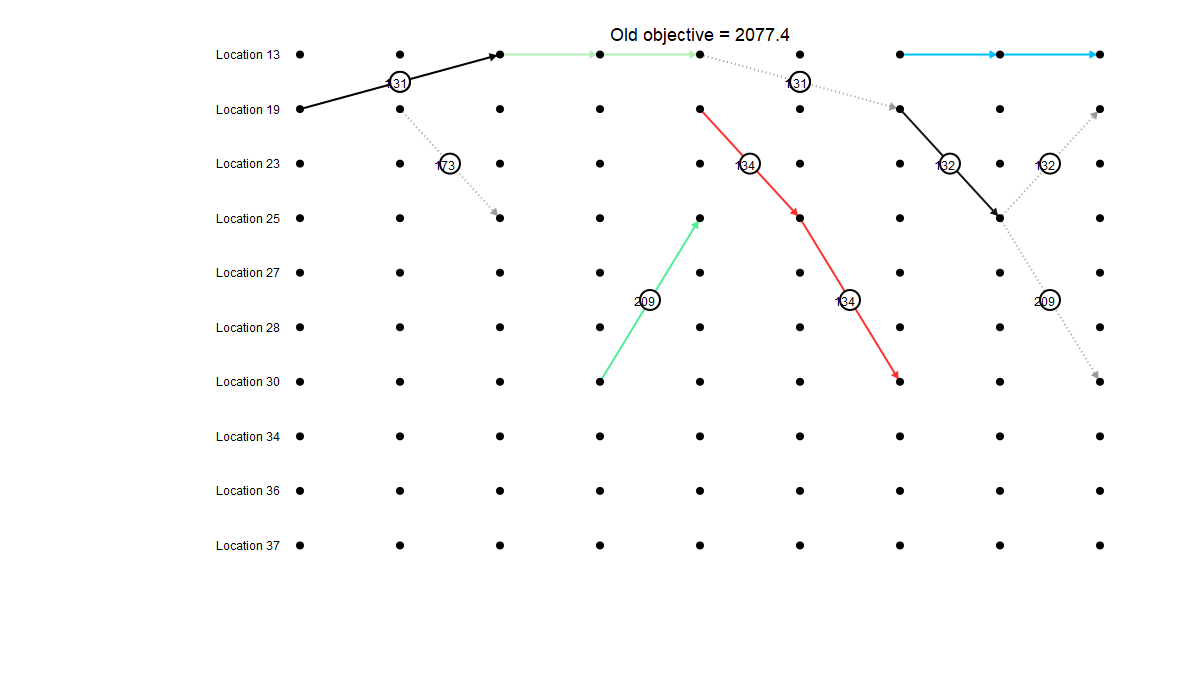 Old objective = 2077.4
Location 13
131
131
Location 19
Location 23
173
134
132
132
Location 25
Location 27
209
134
209
Location 28
Location 30
Location 34
Location 36
Location 37